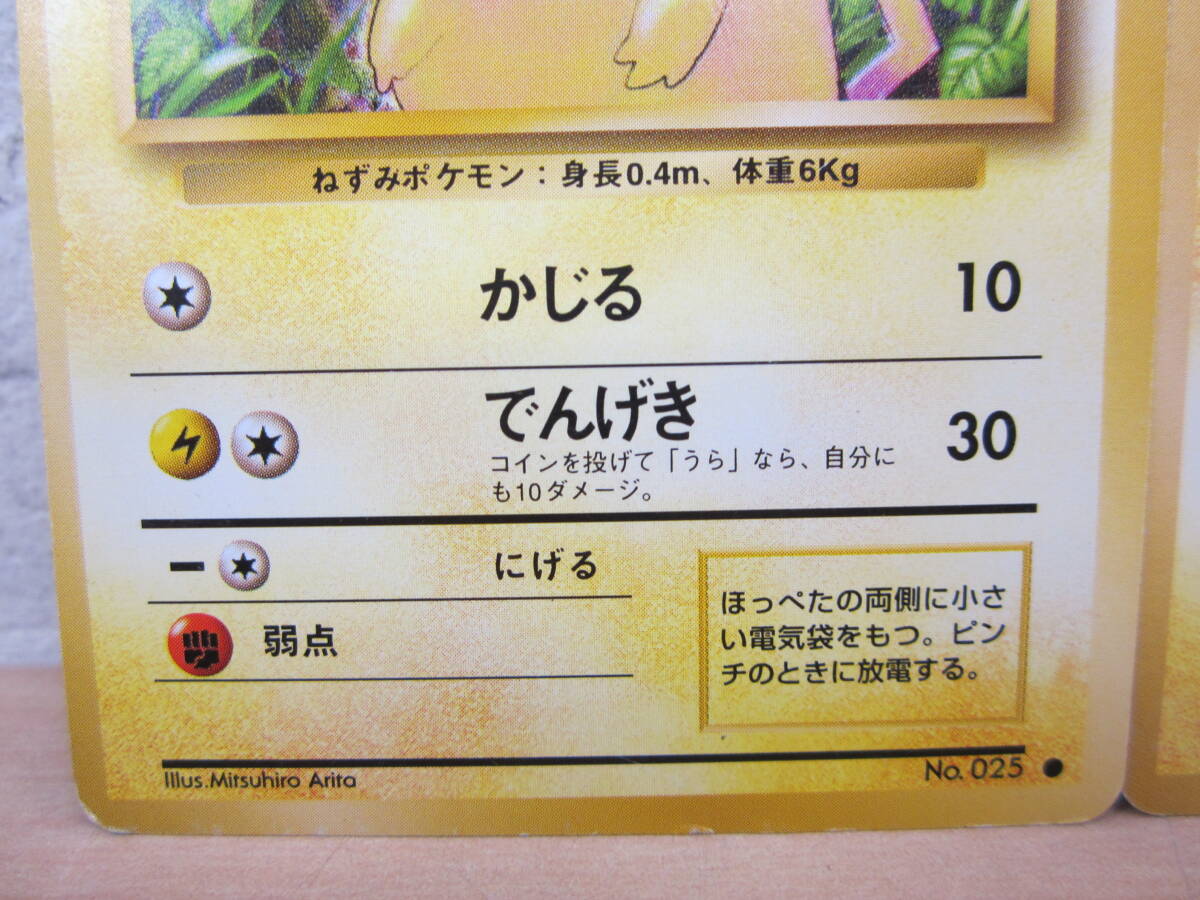 ねずみポケモン：身長0.4m、体重6Kg
かじる 10
でんげき 30
コインを投げて「うら」なら、自分に
も10ダメージ。
ー にげる
弱点
ほっぺたの両側に小さ
い電気袋をもつ。ピン
チのときに放電する。
Illus.Mitsuhiro Arita No. 025